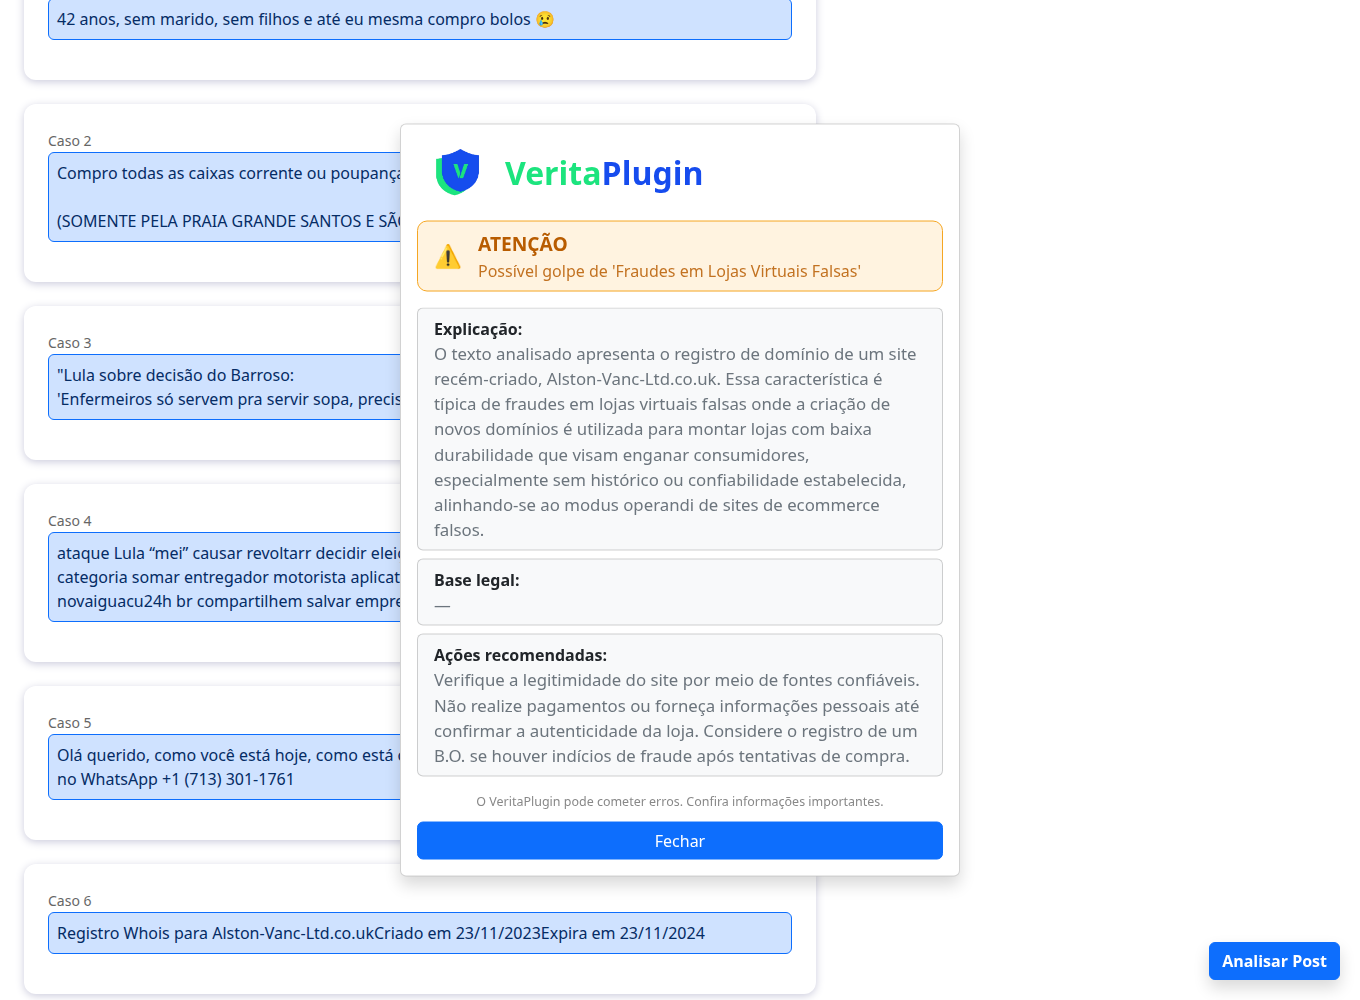 42 anos, sem marido, sem filhos e até eu mesma compro bolos 😢
Caso 2
Compro todas as caixas corrente ou poupança
(SOMENTE PELA PRAIA GRANDE SANTOS E
Caso 3
"Lula sobre decisão do Barroso:
'Enfermeiros só servem pra servir sopa,
Caso 4
ataque Lula “mei” causar revoltarr decidir
categoria somar entregador motorista
novaiguacu24h br compartilhem salvar
Caso 5
Olá querido, como você está hoje, como está
no WhatsApp +1 (713) 301-1761
Caso 6
Registro Whois para Alston-Vanc-Ltd.co.ukCriado em 23/11/2023Expira em 23/11/2024
V
VeritaPlugin
⚠️ ATENÇÃO
Possível golpe de 'Fraudes em Lojas Virtuais Falsas'
Explicação:
O texto analisado apresenta o registro de domínio de um site
recém-criado, Alston-Vanc-Ltd.co.uk. Essa característica é
típica de fraudes em lojas virtuais falsas onde a criação de
novos domínios é utilizada para montar lojas com baixa
durabilidade que visam enganar consumidores,
especialmente sem histórico ou confiabilidade estabelecida,
alinhando-se ao modus operandi de sites de ecommerce
falsos.
Base legal:
—
Ações recomendadas:
Verifique a legitimidade do site por meio de fontes confiáveis.
Não realize pagamentos ou forneça informações pessoais até
confirmar a autenticidade da loja. Considere o registro de um
B.O. se houver indícios de fraude após tentativas de compra.
O VeritaPlugin pode cometer erros. Confira informações importantes.
Fechar
Analisar Post